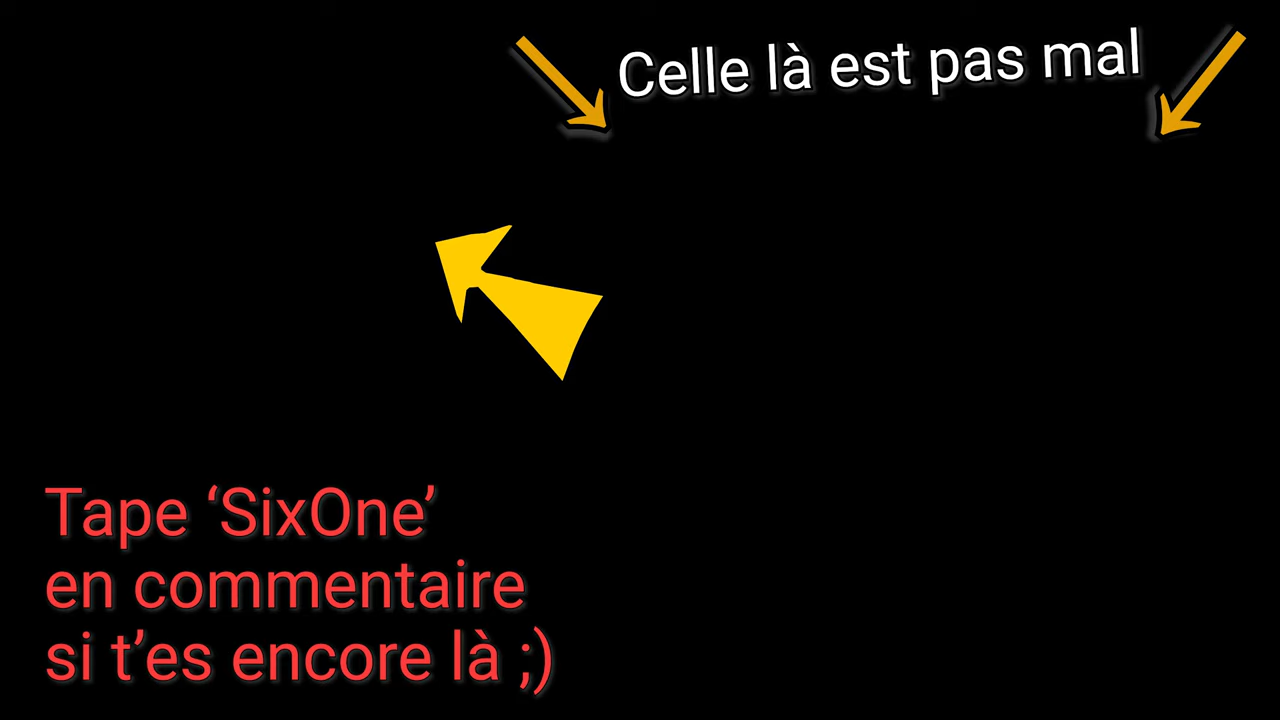 Celle là est pas mal
Tape ‘SixOne’
en commentaire
si t’es encore là ;)